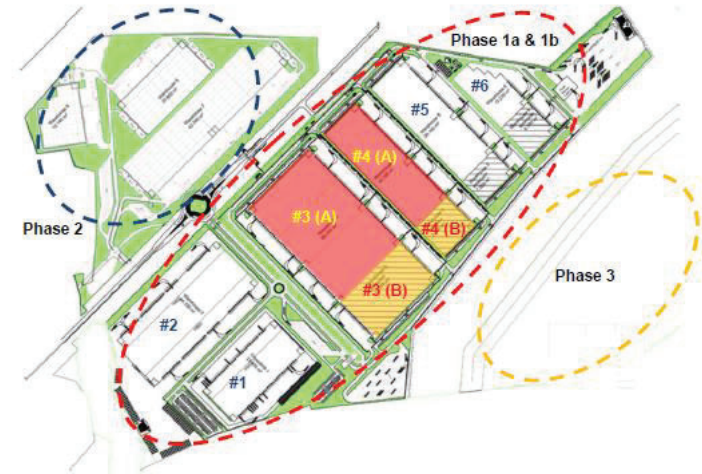 Phase 1a & 1b
#6
#5
#4 (A)
#3 (A)
#4 (B)
Phase 2
Phase 3
#3 (B)
#2
#1